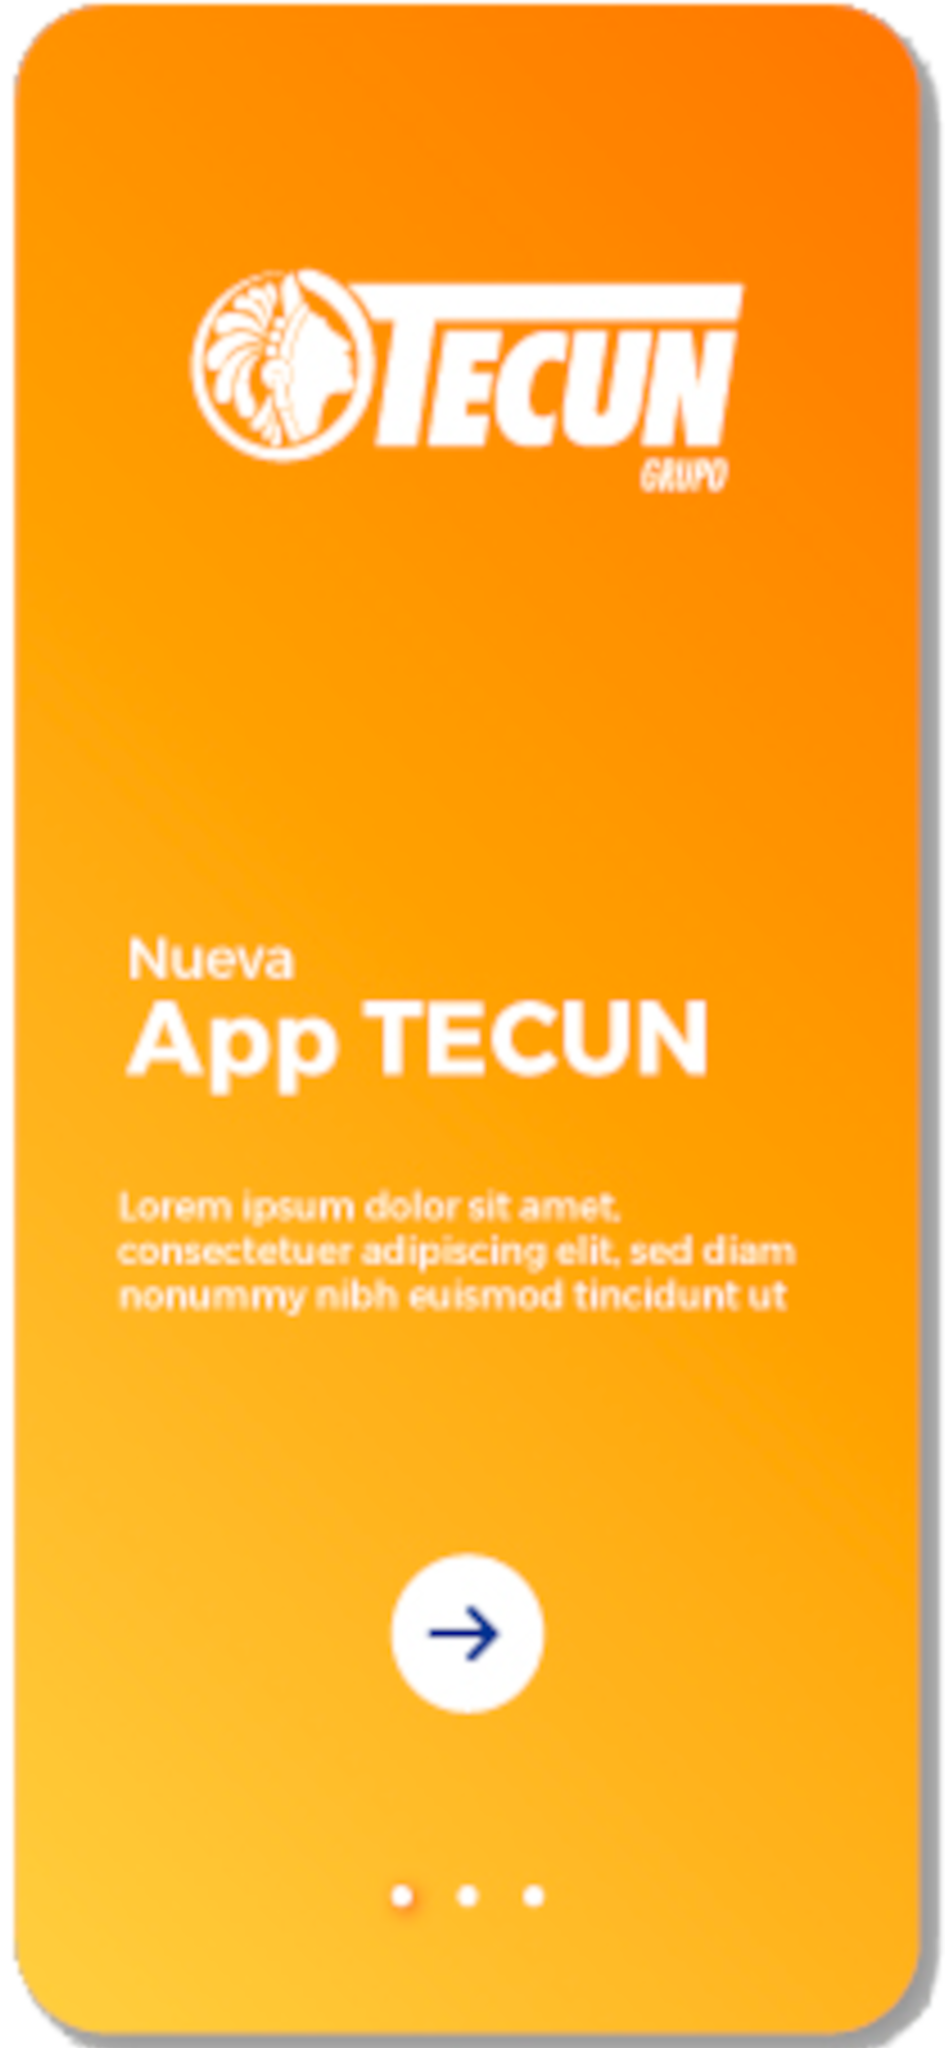 TECUN
GRUPO
Nueva
App TECUN
Lorem ipsum dolor sit amet,
consectetuer adipiscing elit, sed diam
nonummy nibh euismod tincidunt ut